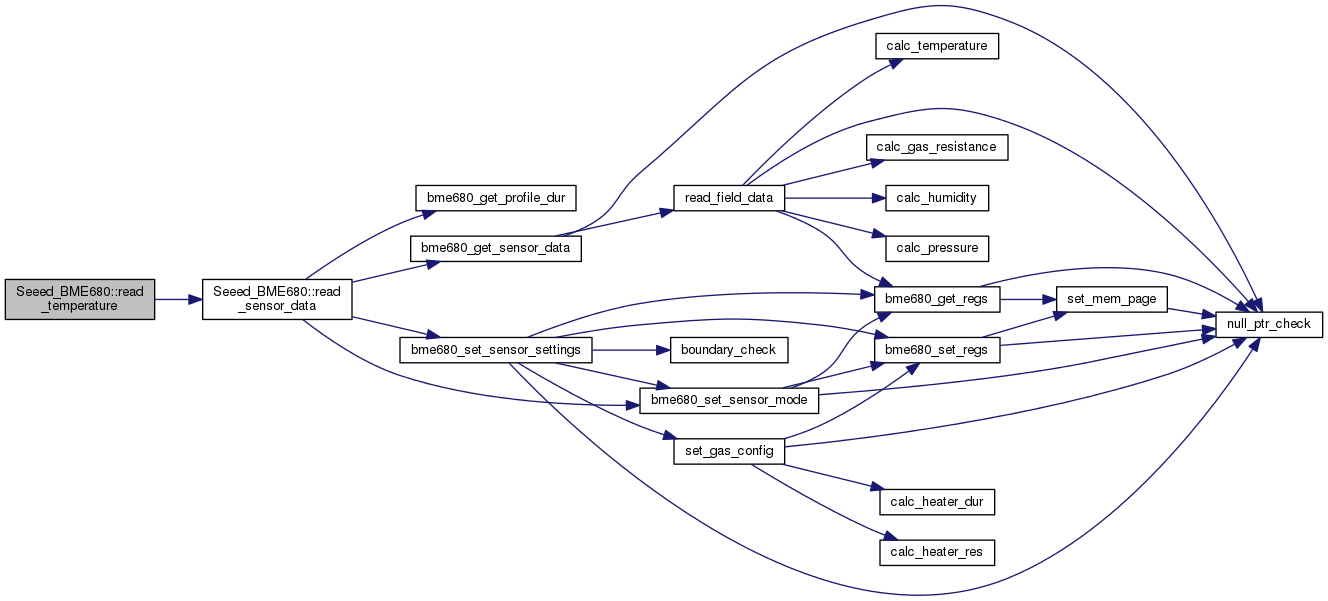 Seeed_BME680::read
_temperature
Seeed_BME680::read
_sensor_data
bme680_get_profile_dur
bme680_get_sensor_data
bme680_set_sensor_settings
read_field_data
boundary_check
bme680_set_sensor_mode
set_gas_config
calc_temperature
calc_gas_resistance
calc_humidity
calc_pressure
bme680_get_regs
bme680_set_regs
calc_heater_dur
calc_heater_res
set_mem_page
null_ptr_check